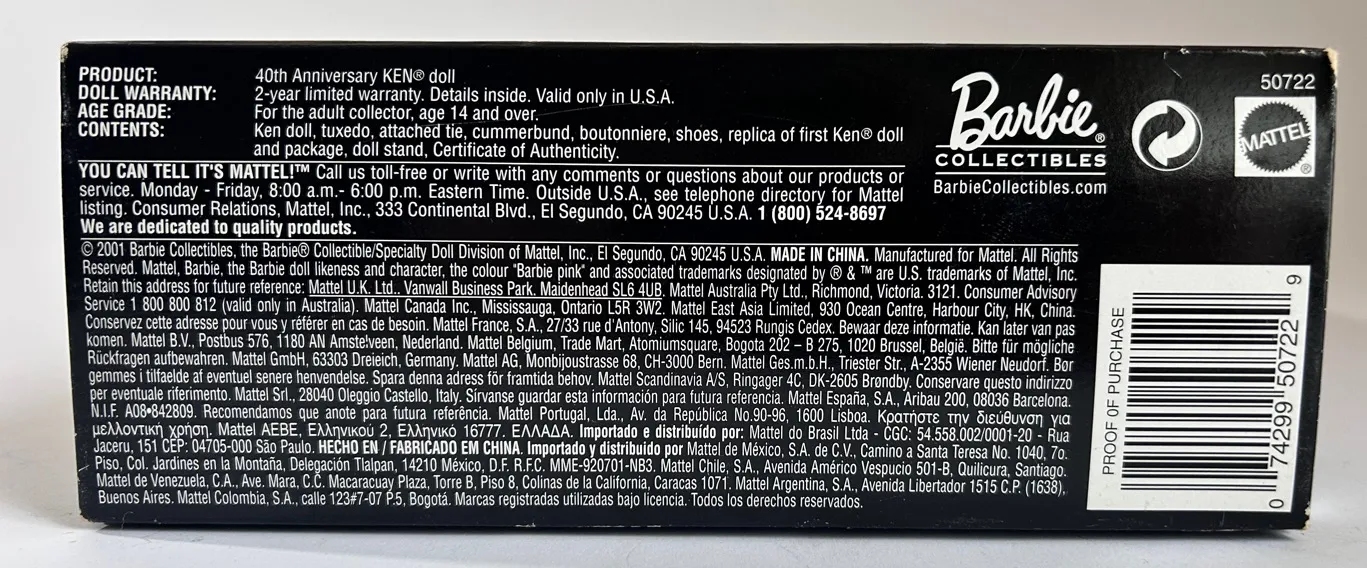 PRODUCT: 40th Anniversary KEN® doll
DOLL WARRANTY: 2-year limited warranty. Details inside. Valid only in U.S.A.
AGE GRADE: For the adult collector, age 14 and over.
CONTENTS: Ken doll, tuxedo, attached tie, cummerbund, boutonniere, shoes, replica of first Ken® doll
and package, doll stand, Certificate of Authenticity.
YOU CAN TELL IT'S MATTEL!™ Call us toll-free or write with any comments or questions about our products or
service. Monday - Friday, 8:00 a.m.- 6:00 p.m. Eastern Time. Outside U.S.A., see telephone directory for Mattel
listing. Consumer Relations, Mattel, Inc., 333 Continental Blvd., El Segundo, CA 90245 U.S.A. 1 (800) 524-8697
We are dedicated to quality products.
© 2001 Barbie Collectibles, the Barbie® Collectible/Specialty Doll Division of Mattel, Inc., El Segundo, CA 90245 U.S.A. MADE IN CHINA. Manufactured for Mattel. All Rights
Reserved. Mattel, Barbie, the Barbie doll likeness and character, the colour "Barbie pink" and associated trademarks designated by ® & ™ are U.S. trademarks of Mattel, Inc.
Retain this address for future reference: Mattel U.K. Ltd., Vanwall Business Park, Maidenhead SL6 4UB. Mattel Australia Pty Ltd., Richmond, Victoria. 3121. Consumer Advisory
Service 1 800 800 812 (valid only in Australia). Mattel Canada Inc., Mississauga, Ontario L5R 3W2. Mattel East Asia Limited, 930 Ocean Centre, Harbour City, HK, China.
Conservez cette adresse pour vous y référer en cas de besoin. Mattel France, S.A., 27/33 rue d'Antony, Silic 145, 94523 Rungis Cedex. Bewaar deze informatie. Kan later van pas
komen. Mattel B.V., Postbus 576, 1180 AN Amstelveen, Nederland. Mattel Belgium, Trade Mart, Atomiumsquare, Bogota 202 – B 275, 1020 Brussel, België. Bitte für mögliche
Rückfragen aufbewahren. Mattel GmbH, 63303 Dreieich, Germany. Mattel AG, Monbijoustrasse 68, CH-3000 Bern. Mattel Ges.m.b.H., Triester Str., A-2355 Wiener Neudorf. Bør
gemmes i tilfaelde af eventuel senere henvendelse. Spara denna adress för framtida behov. Mattel Scandinavia A/S, Ringager 4C, DK-2605 Brøndby. Conservare questo indirizzo
per eventuale riferimento. Mattel Srl., 28040 Oleggio Castello, Italy. Sírvanse guardar esta información para futura referencia. Mattel España, S.A., Aribau 200, 08036 Barcelona.
N.I.F. A08•842809. Recomendamos que anote para futura referência. Mattel Portugal, Lda., Av. da República No.90-96, 1600 Lisboa. Κρατήστε την διεύθυνση για
μελλοντική χρήση. Mattel AEBE, Ελληνικού 2, Ελληνικό 16777. ΕΛΛΑΔΑ. Importado e distribuído por: Mattel do Brasil Ltda - CGC: 54.558.002/0001-20 - Rua
Jaceru, 151 CEP: 04705-000 São Paulo. HECHO EN / FABRICADO EM CHINA. Importado y distribuido por Mattel de México, S.A. de C.V., Camino a Santa Teresa No. 1040, 7o.
Piso, Col. Jardines en la Montaña, Delegación Tlalpan, 14210 México, D.F. R.F.C. MME-920701-NB3. Mattel Chile, S.A., Avenida Américo Vespucio 501-B, Quilicura, Santiago.
Mattel de Venezuela, C.A., Ave. Mara, C.C. Macaracuay Plaza, Torre B, Piso 8, Colinas de la California, Caracas 1071. Mattel Argentina, S.A., Avenida Libertador 1515 C.P. (1638),
Buenos Aires. Mattel Colombia, S.A., calle 123#7-07 P.5, Bogotá. Marcas registradas utilizadas bajo licencia. Todos los derechos reservados.
Barbie®
COLLECTIBLES
BarbieCollectibles.com
50722
MATTEL®
PROOF OF PURCHASE
0 74299 50722 9